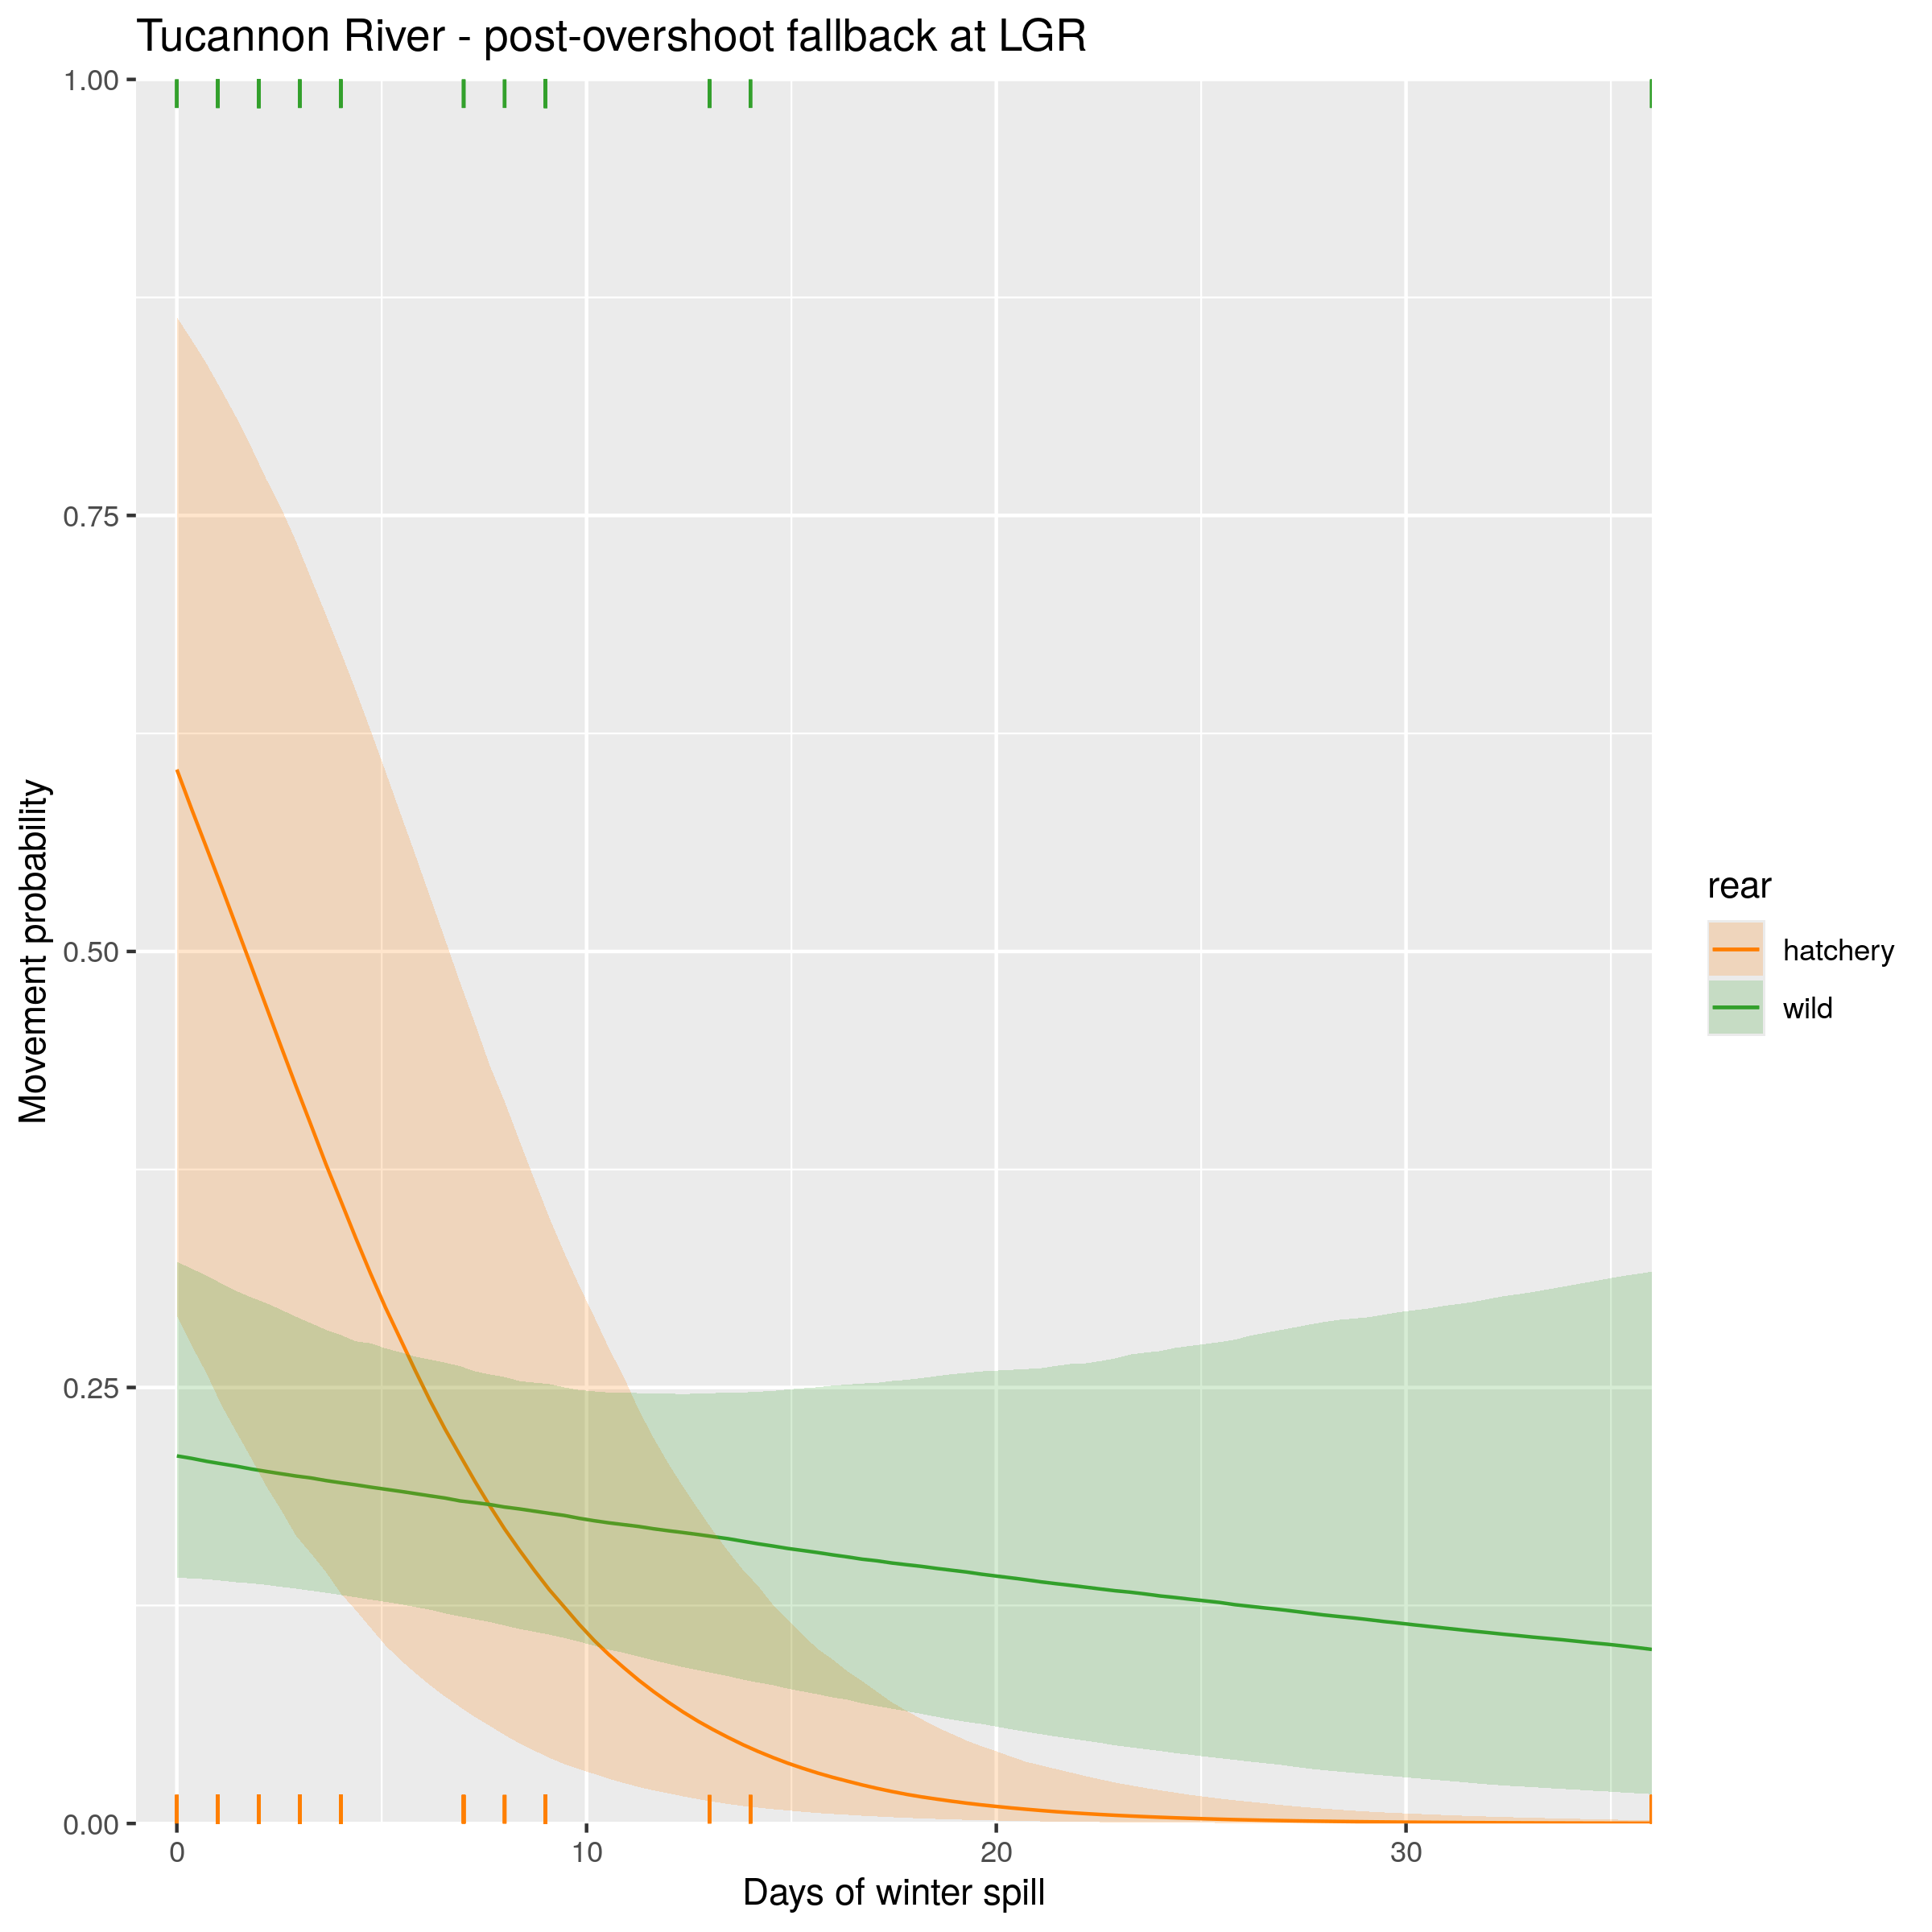 Tucannon River - post-overshoot fallback at LGR
Movement probability
1.00
0.75
0.50
0.25
0.00
0 10 20 30
Days of winter spill
rear
hatchery
wild